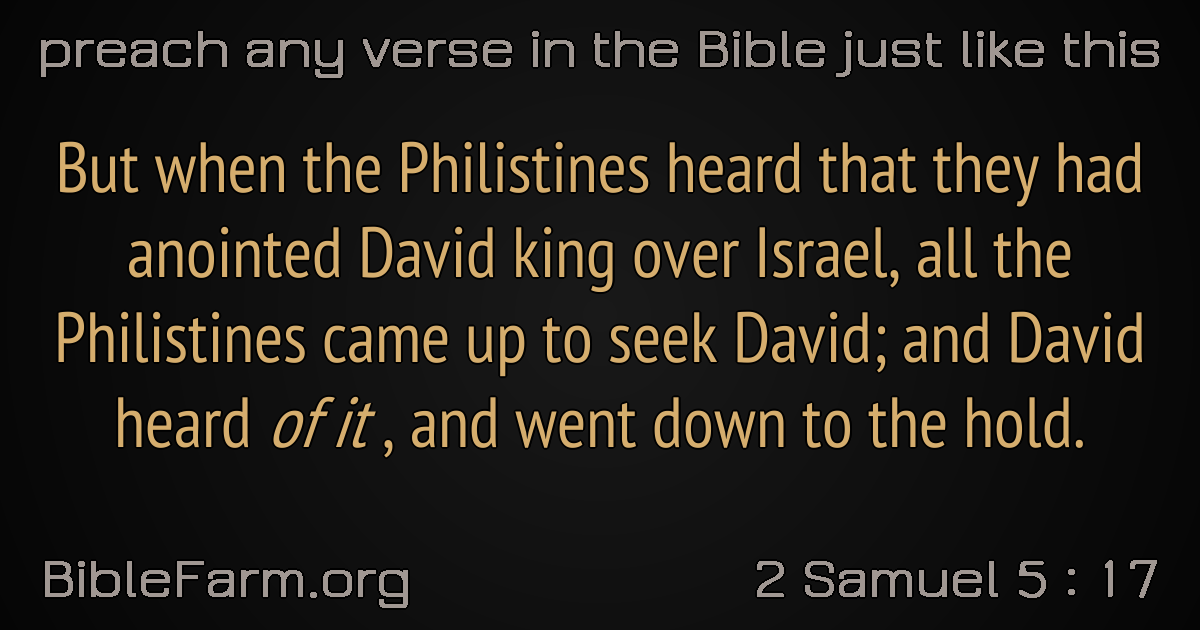 preach any verse in the Bible just like this
But when the Philistines heard that they had
anointed David king over Israel, all the
Philistines came up to seek David; and David
heard of it , and went down to the hold.
BibleFarm.org
2 Samuel 5 : 17